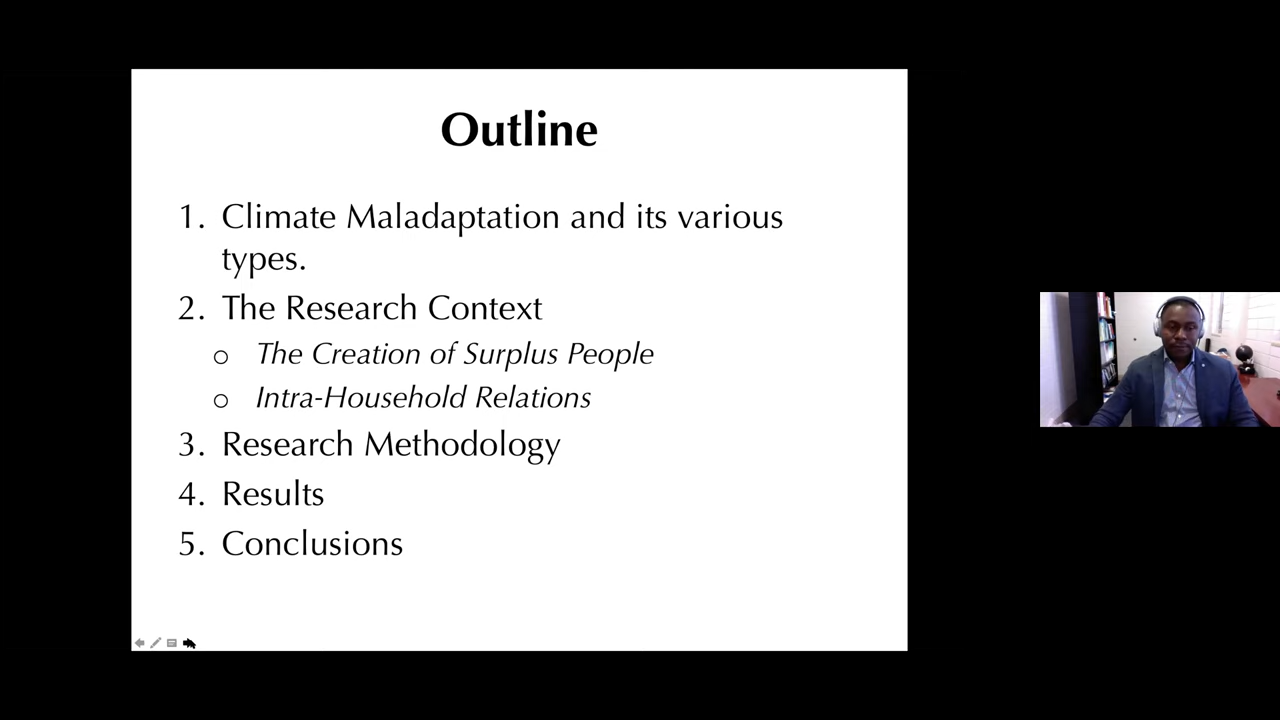 Outline
1. Climate Maladaptation and its various
types.
2. The Research Context
o The Creation of Surplus People
o Intra-Household Relations
3. Research Methodology
4. Results
5. Conclusions